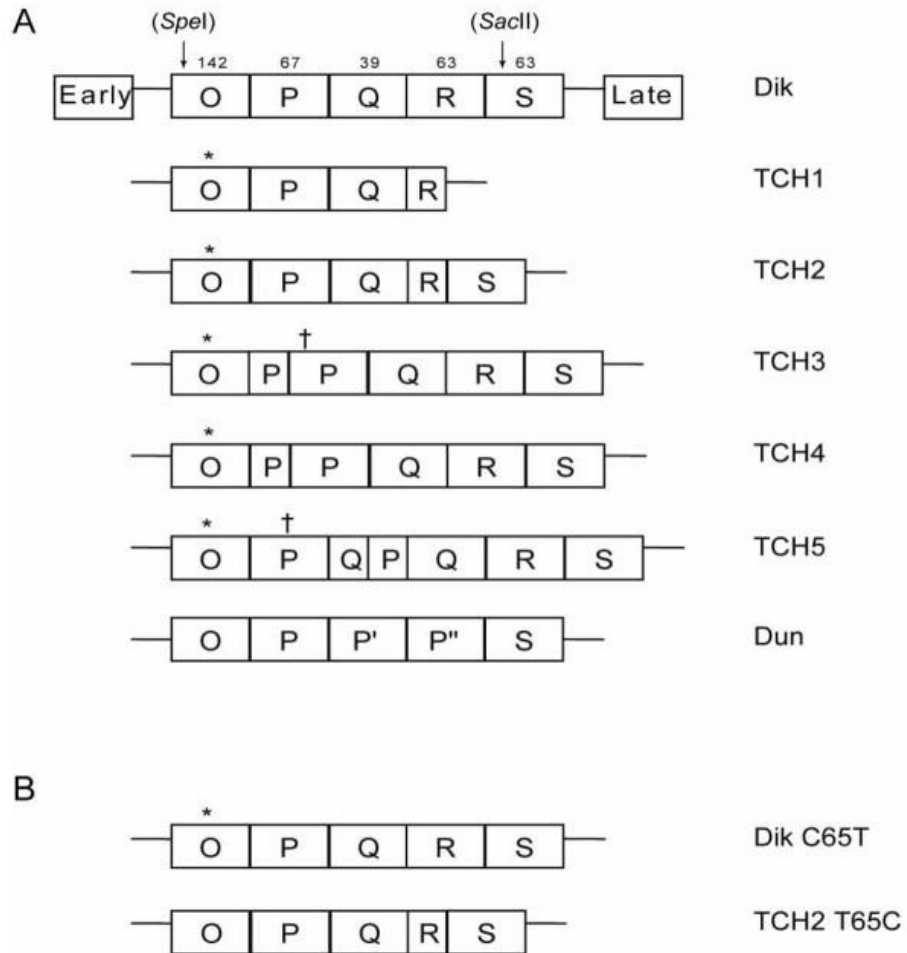 A
(SpeI) (SacII)
142 67 39 63 63
Early O P Q R S Late Dik
*
O P Q R TCH1
*
O P Q R S TCH2
* †
O P P Q R S TCH3
*
O P P Q R S TCH4
* †
O P Q P Q R S TCH5
O P P' P" S Dun
B
*
O P Q R S Dik C65T
O P Q R S TCH2 T65C